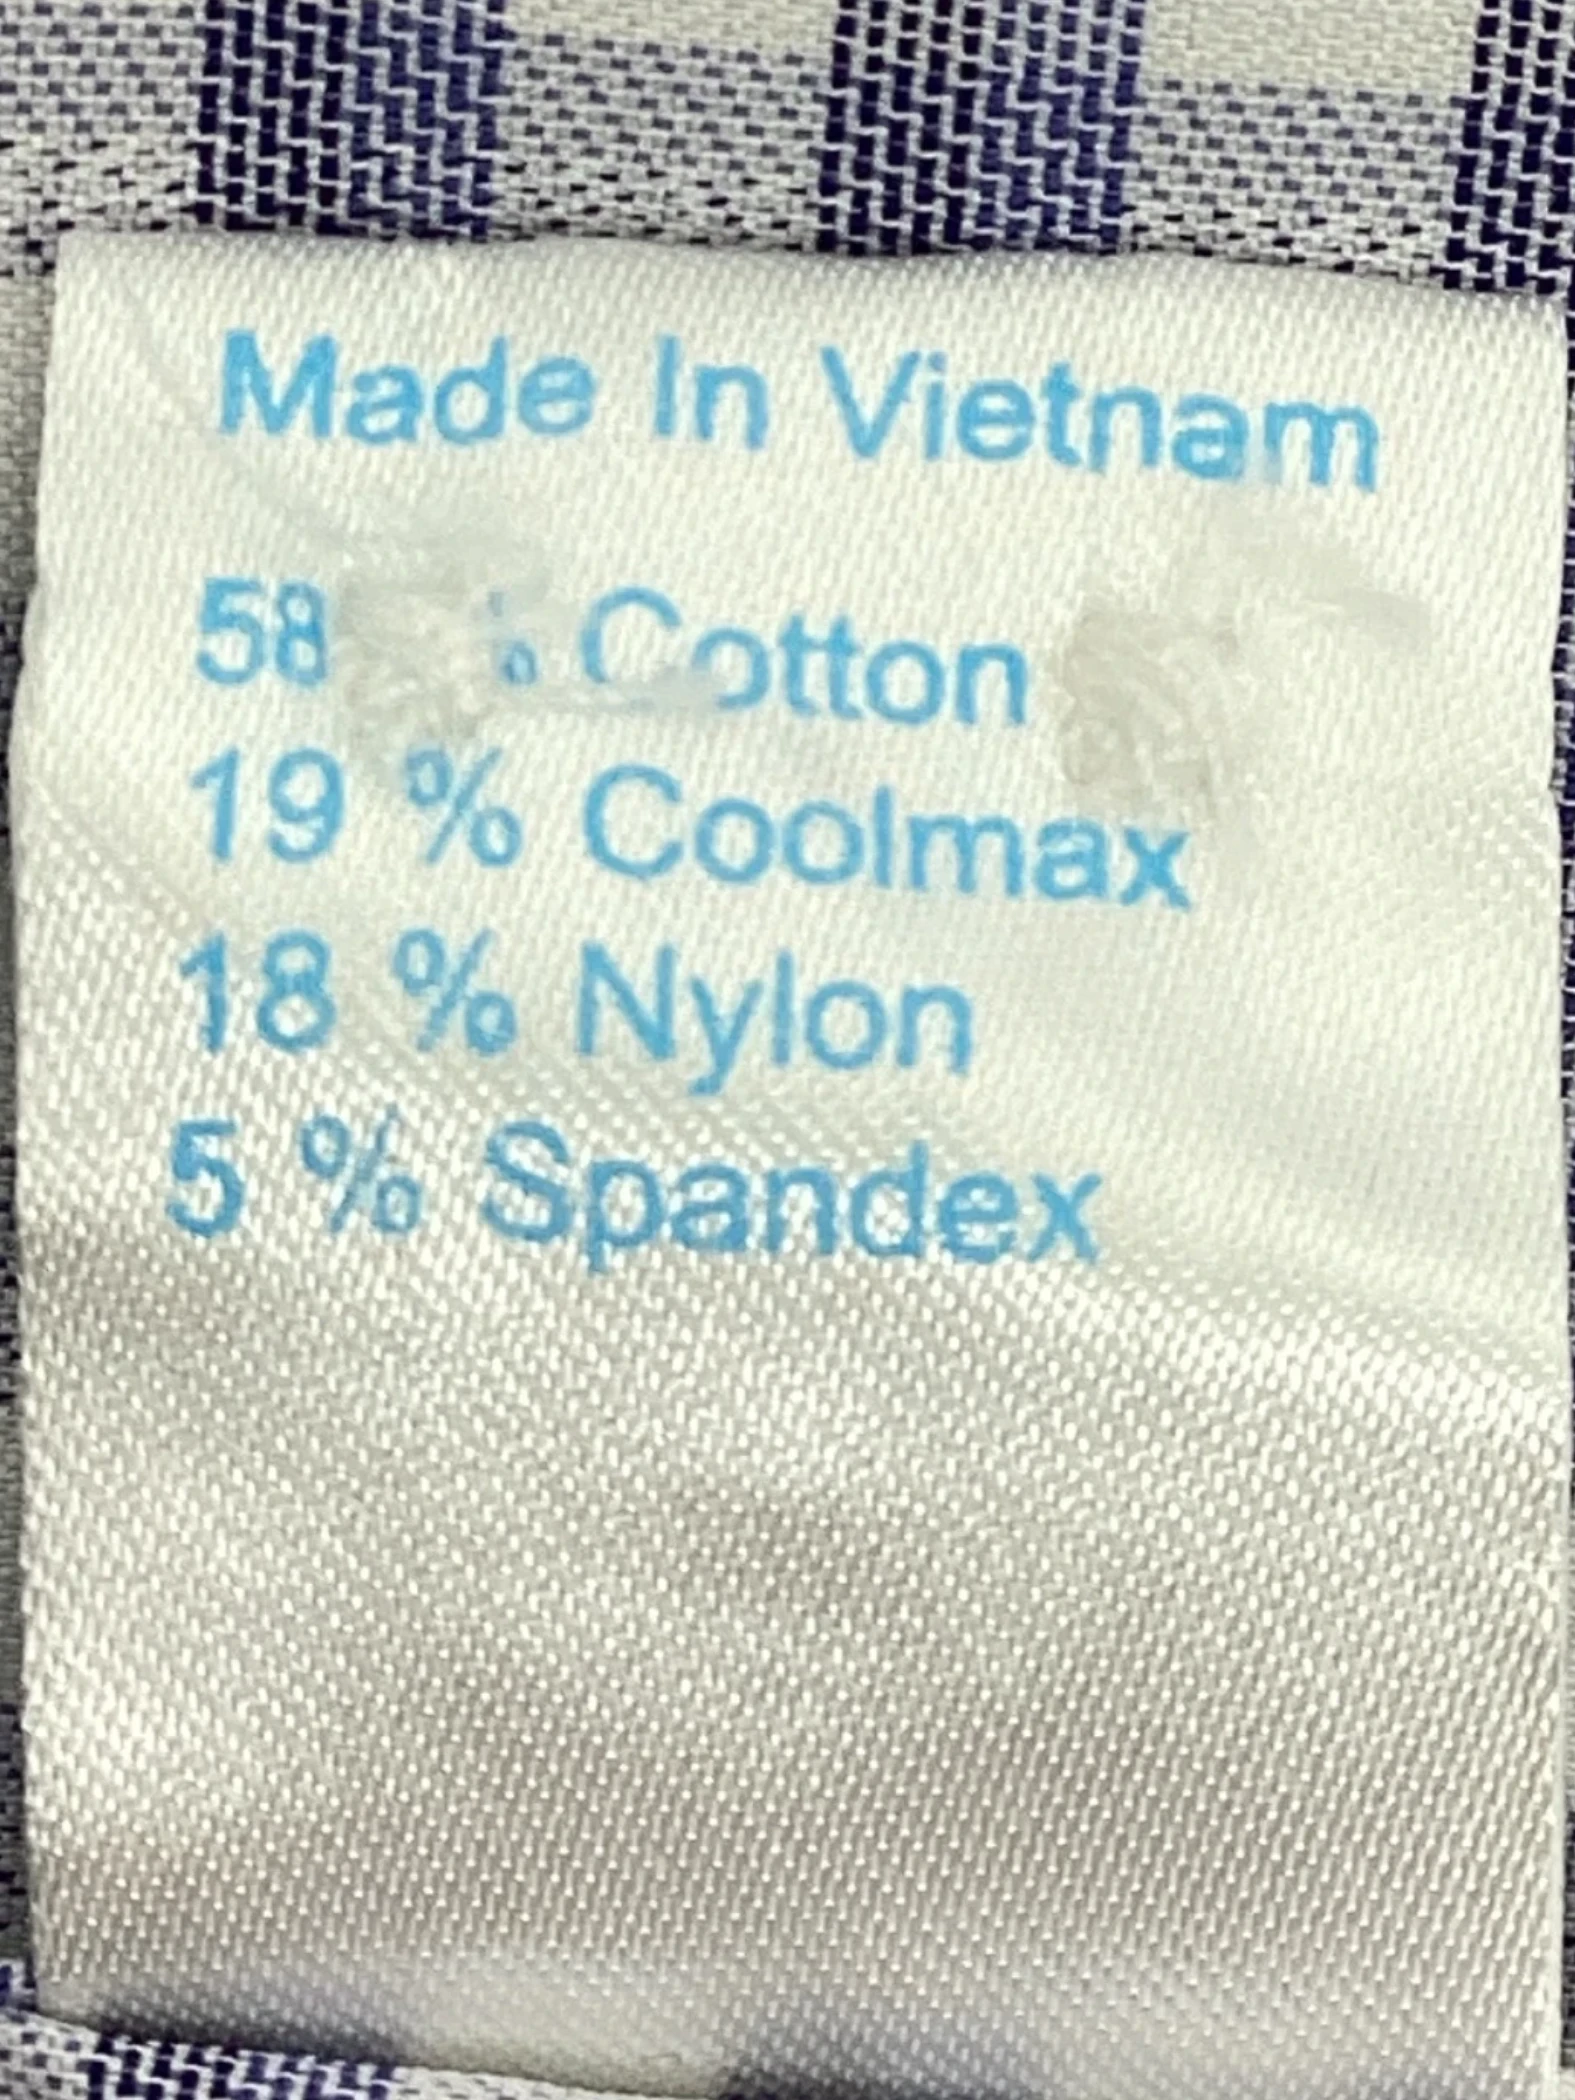 Made In Vietnam
58 % Cotton
19 % Coolmax
18 % Nylon
5 % Spandex